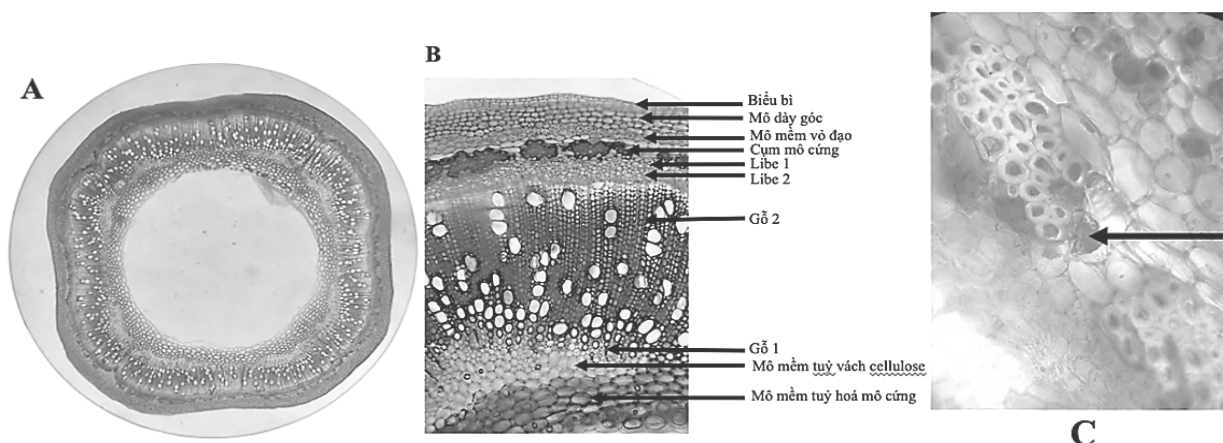 A
B
Biểu bì
Mô dày góc
Mô mềm vỏ đạo
Cụm mô cứng
Libe 1
Libe 2
Gỗ 2
Gỗ 1
Mô mềm tuỷ vách cellulose
Mô mềm tuỷ hoá mô cứng
C